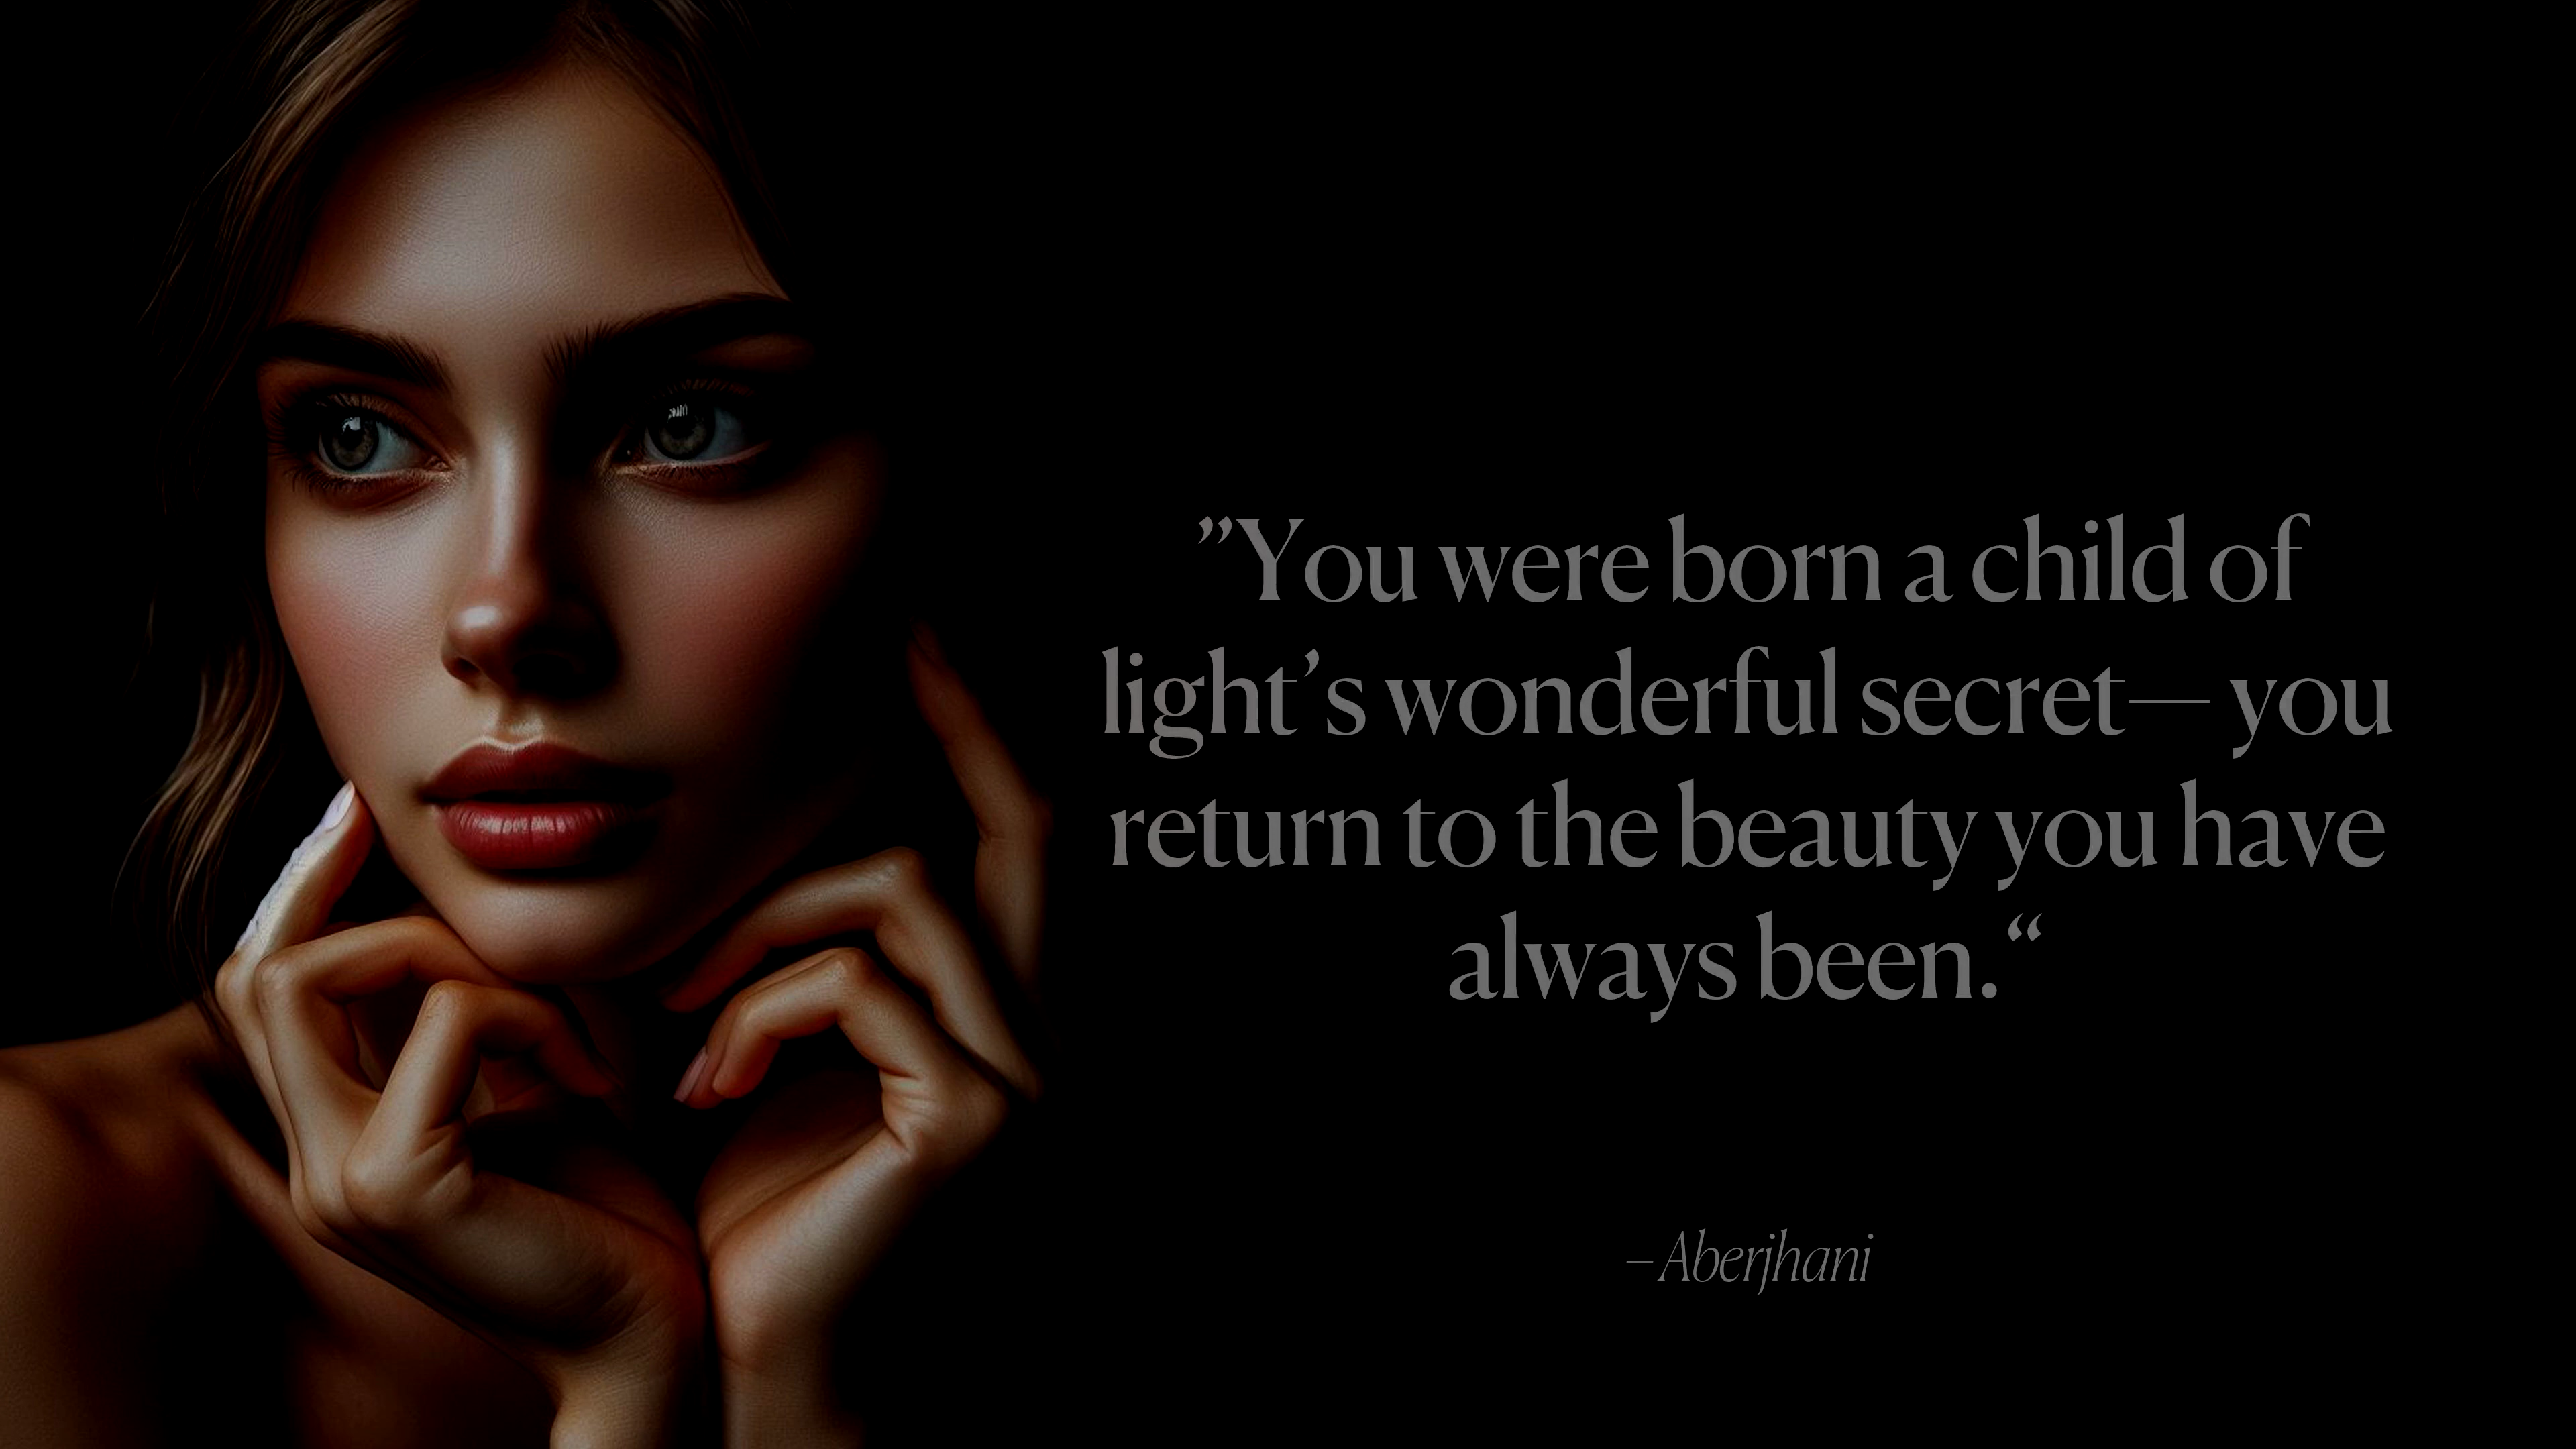 ”You were born a child of
light’s wonderful secret— you
return to the beauty you have
always been.“
– Aberjhani